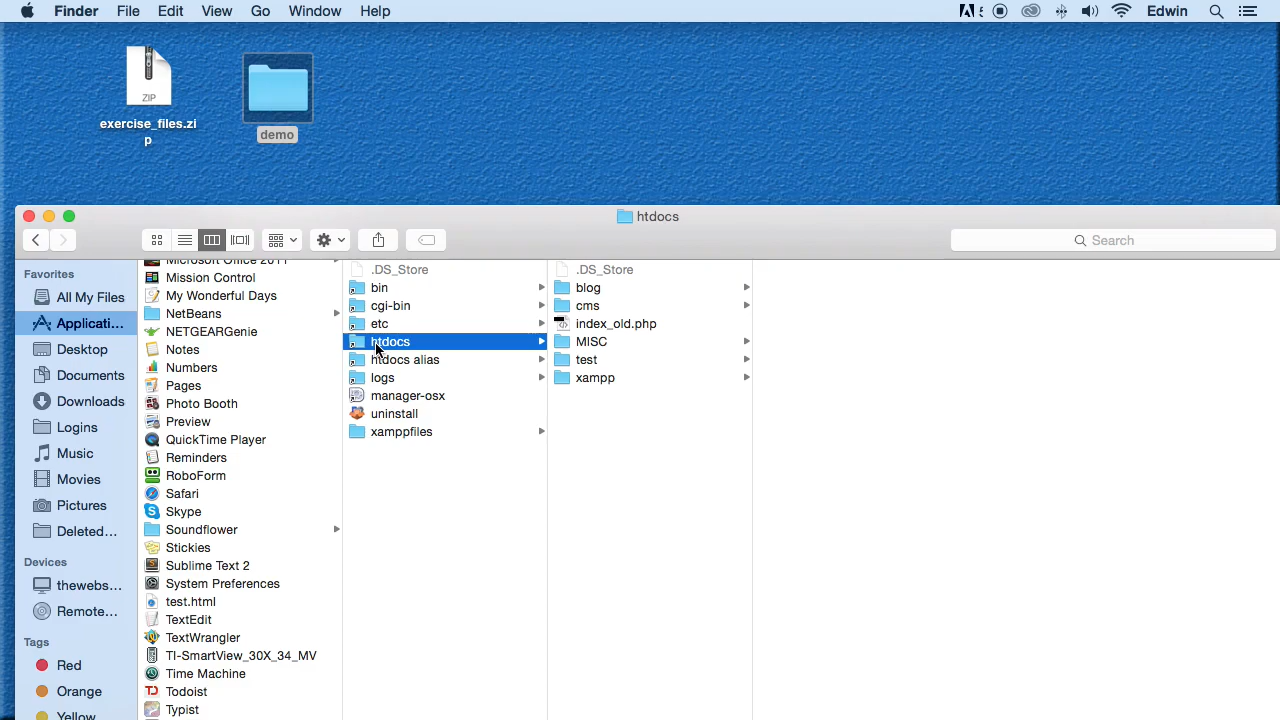 Finder File Edit View Go Window Help Edwin
ZIP
exercise_files.zi
p
demo
htdocs
Search
Favorites
All My Files
Applicati...
Desktop
Documents
Downloads
Logins
Music
Movies
Pictures
Deleted...
Devices
thewebs...
Remote...
Tags
Red
Orange
Yellow
Microsoft Office 2011
Mission Control
My Wonderful Days
NetBeans
NETGEARGenie
Notes
Numbers
Pages
Photo Booth
Preview
QuickTime Player
Reminders
RoboForm
Safari
Skype
Soundflower
Stickies
Sublime Text 2
System Preferences
test.html
TextEdit
TextWrangler
TI-SmartView_30X_34_MV
Time Machine
Todoist
Typist
.DS_Store
bin
cgi-bin
etc
htdocs
htdocs alias
logs
manager-osx
uninstall
xamppfiles
.DS_Store
blog
cms
index_old.php
MISC
test
xampp